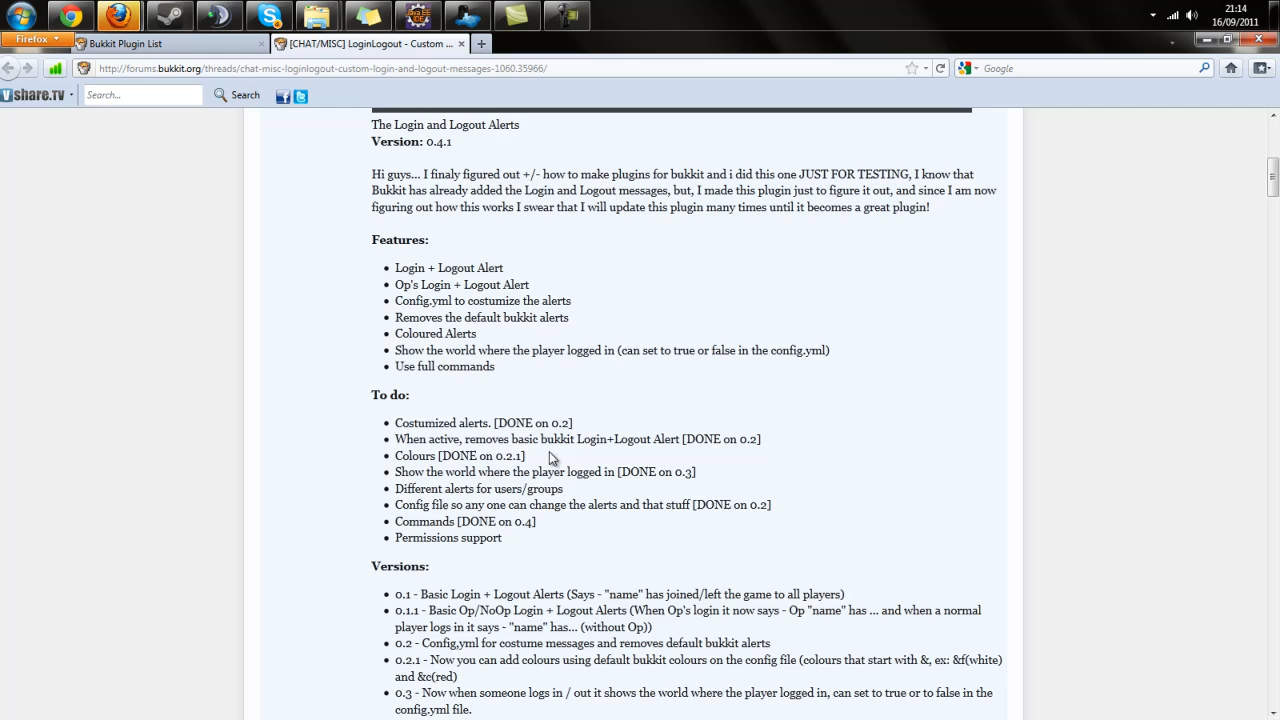 21:14
16/09/2011
Firefox
Bukkit Plugin List
[CHAT/MISC] LoginLogout - Custom ...
http://forums.bukkit.org/threads/chat-misc-loginlogout-custom-login-and-logout-messages-1060.35966/
Google
vshare.tv
Search...
Search
The Login and Logout Alerts
Version: 0.4.1
Hi guys... I finaly figured out +/- how to make plugins for bukkit and i did this one JUST FOR TESTING, I know that
Bukkit has already added the Login and Logout messages, but, I made this plugin just to figure it out, and since I am now
figuring out how this works I swear that I will update this plugin many times until it becomes a great plugin!
Features:
Login + Logout Alert
Op's Login + Logout Alert
Config.yml to costumize the alerts
Removes the default bukkit alerts
Coloured Alerts
Show the world where the player logged in (can set to true or false in the config.yml)
Use full commands
To do:
Costumized alerts. [DONE on 0.2]
When active, removes basic bukkit Login+Logout Alert [DONE on 0.2]
Colours [DONE on 0.2.1]
Show the world where the player logged in [DONE on 0.3]
Different alerts for users/groups
Config file so any one can change the alerts and that stuff [DONE on 0.2]
Commands [DONE on 0.4]
Permissions support
Versions:
0.1 - Basic Login + Logout Alerts (Says - "name" has joined/left the game to all players)
0.1.1 - Basic Op/NoOp Login + Logout Alerts (When Op's login it now says - Op "name" has ... and when a normal
player logs in it says - "name" has... (without Op))
0.2 - Config,yml for costume messages and removes default bukkit alerts
0.2.1 - Now you can add colours using default bukkit colours on the config file (colours that start with &, ex: &f(white)
and &c(red)
0.3 - Now when someone logs in / out it shows the world where the player logged in, can set to true or to false in the
config.yml file.